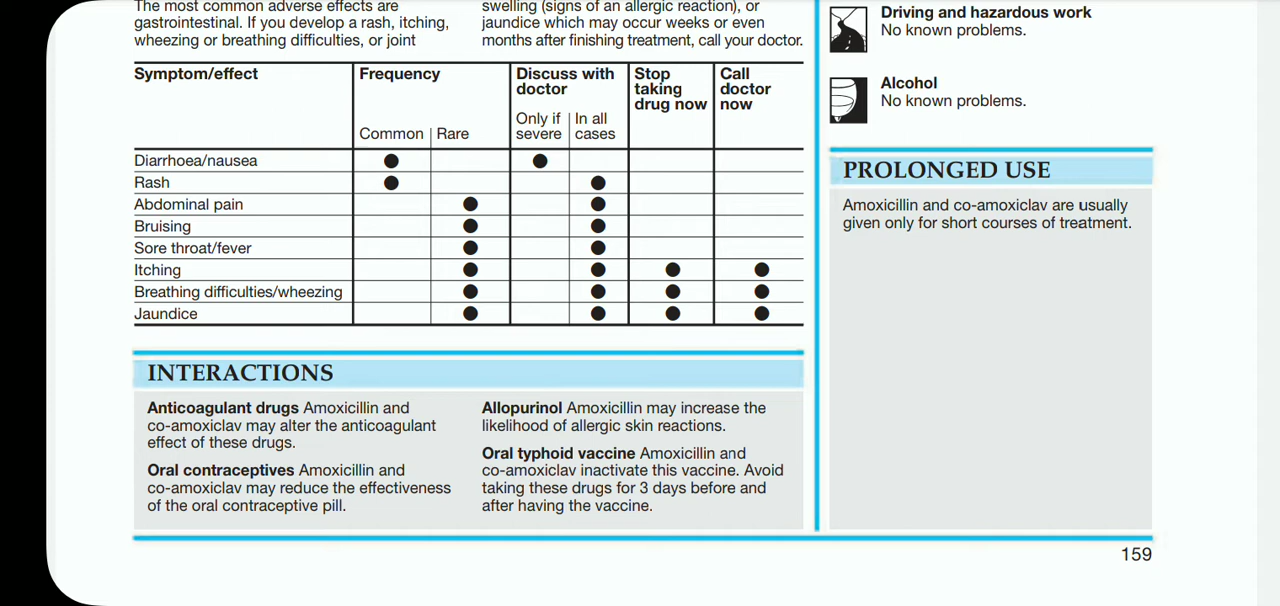 The most common adverse effects are
gastrointestinal. If you develop a rash, itching,
wheezing or breathing difficulties, or joint
swelling (signs of an allergic reaction), or
jaundice which may occur weeks or even
months after finishing treatment, call your doctor.
Symptom/effect Frequency Discuss with doctor Stop taking drug now Call doctor now
Common Rare Only if severe In all cases
Diarrhoea/nausea ● ●
Rash ● ●
Abdominal pain ● ●
Bruising ● ●
Sore throat/fever ● ●
Itching ● ● ● ●
Breathing difficulties/wheezing ● ● ● ●
Jaundice ● ● ● ●
INTERACTIONS
Anticoagulant drugs Amoxicillin and
co-amoxiclav may alter the anticoagulant
effect of these drugs.
Oral contraceptives Amoxicillin and
co-amoxiclav may reduce the effectiveness
of the oral contraceptive pill.
Allopurinol Amoxicillin may increase the
likelihood of allergic skin reactions.
Oral typhoid vaccine Amoxicillin and
co-amoxiclav inactivate this vaccine. Avoid
taking these drugs for 3 days before and
after having the vaccine.
Driving and hazardous work
No known problems.
Alcohol
No known problems.
PROLONGED USE
Amoxicillin and co-amoxiclav are usually
given only for short courses of treatment.
159